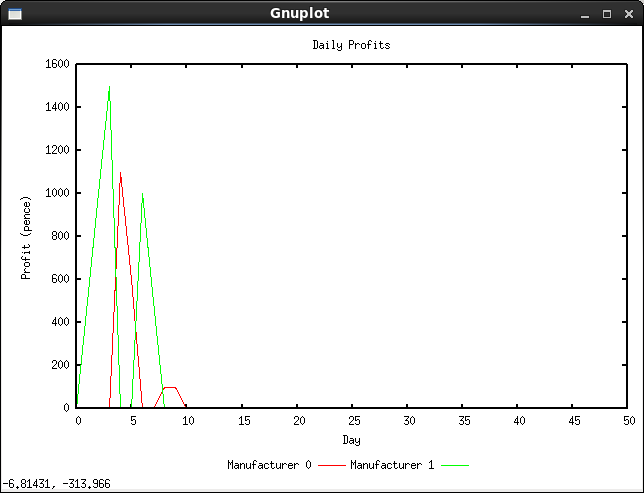 Gnuplot
Daily Profits
1600
1400
1200
1000
800
600
400
200
0
Profit (pence)
0 5 10 15 20 25 30 35 40 45 50
Day
Manufacturer 0 Manufacturer 1
-6.81431, -313.966